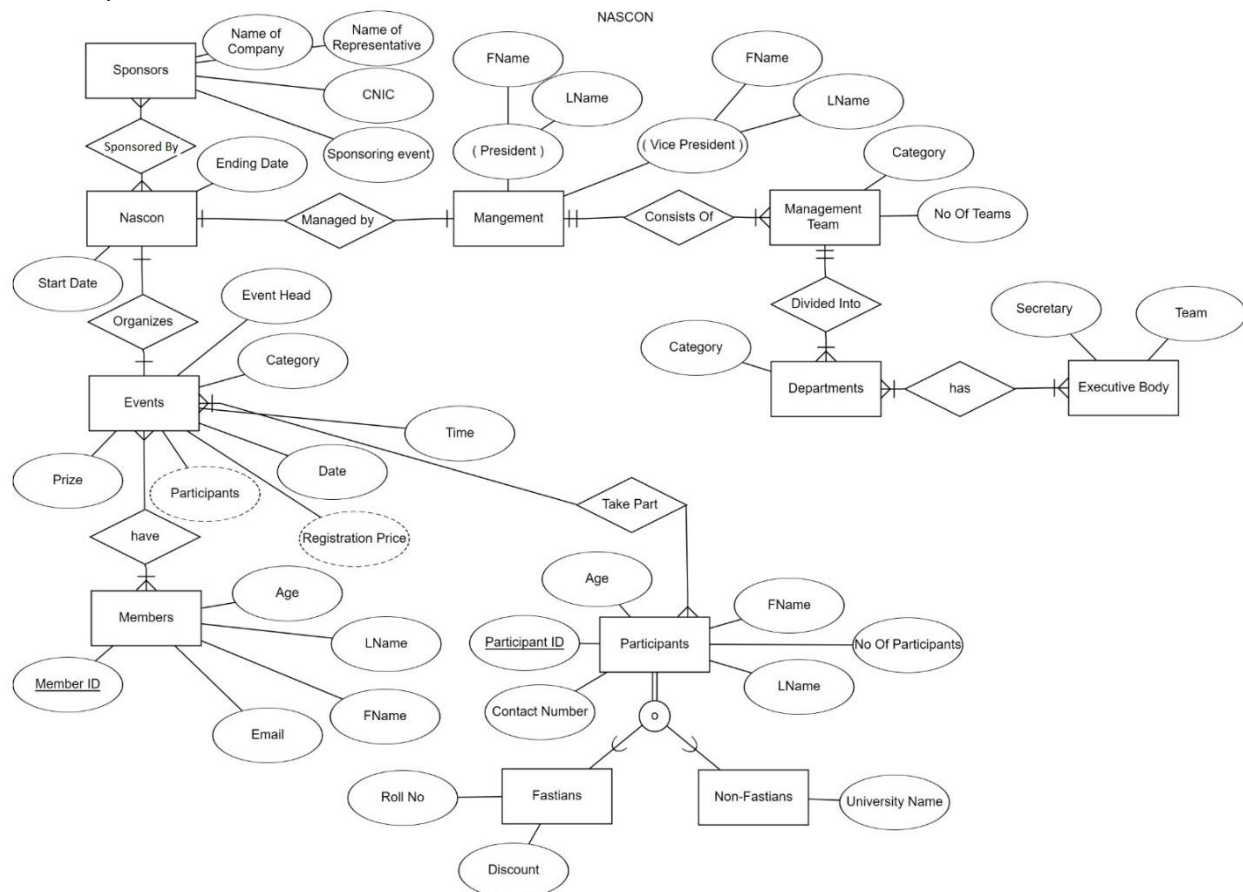 NASCON
Name of
Company
Name of
Representative
Sponsors
CNIC
Sponsoring event
Sponsored By
Ending Date
Nascon
Start Date
Managed by
FName
LName
( President )
FName
LName
( Vice President )
Mangement
Consists Of
Category
No Of Teams
Management
Team
Divided Into
Category
Departments
has
Secretary
Team
Executive Body
Organizes
Event Head
Category
Events
Time
Date
Prize
Participants
Registration Price
Take Part
have
Members
Age
LName
FName
Email
Member ID
Age
FName
Participant ID
Participants
No Of Participants
LName
Contact Number
o
Roll No
Fastians
Discount
Non-Fastians
University Name